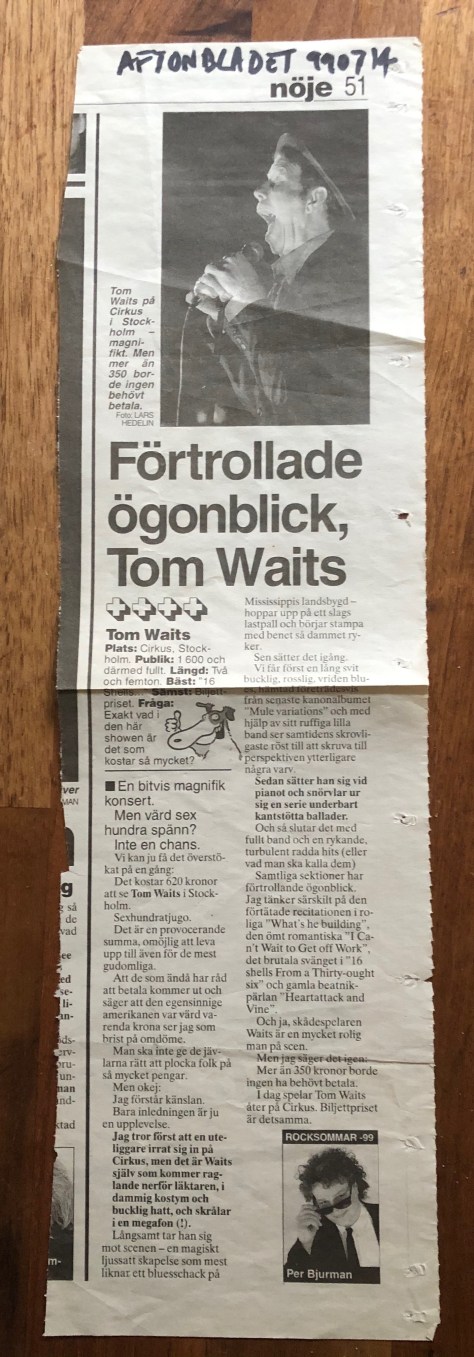 AFTONBLADET 990714
nöje 51
Tom
Waits på
Cirkus
i Stock-
holm –
magni-
fikt. Men
mer än
350 bor-
de ingen
behövt
betala.
Foto: LARS
HEDELIN
Förtrollade
ögonblick,
Tom Waits
Tom Waits
Plats: Cirkus, Stock-
holm. Publik: 1 600 och
därmed fullt. Längd: Två
och femton. Bäst: "16
Shells..." Sämst: Biljett-
priset. Fråga:
Exakt vad i
den här
showen är
det som
kostar så mycket?
En bitvis magnifik
konsert.
Men värd sex
hundra spänn?
Inte en chans.
Vi kan ju få det överstö-
kat på en gång:
Det kostar 620 kronor
att se Tom Waits i Stock-
holm.
Sexhundratjugo.
Det är en provocerande
summa, omöjlig att leva
upp till även för de mest
gudomliga.
Att de som ändå har råd
att betala kommer ut och
säger att den egensinnige
amerikanen var värd va-
renda krona ser jag som
brist på omdöme.
Man ska inte ge de jäv-
larna rätt att plocka folk på
så mycket pengar.
Men okej:
Jag förstår känslan.
Bara inledningen är ju
en upplevelse.
Jag tror först att en ute-
liggare irrat sig in på
Cirkus, men det är Waits
själv som kommer rag-
lande nerför läktaren, i
dammig kostym och
bucklig hatt, och skrålar
i en megafon (!).
Långsamt tar han sig
mot scenen – en magiskt
ljussatt skapelse som mest
liknar ett bluesschack på
Mississippis landsbygd –
hoppar upp på ett slags
lastpall och börjar stampa
med benet så dammet ry-
ker.
Sen sätter det igång.
Vi får först en lång svit
bucklig, rosslig, vriden blu-
es, hämtad företrädesvis
från senaste kanonalbumet
"Mule variations" och med
hjälp av sitt ruffiga lilla
band ser samtidens skrovli-
gaste röst till att skruva till
perspektiven ytterligare
några varv.
Sedan sätter han sig vid
pianot och snörvlar ur
sig en serie underbart
kantstötta ballader.
Och så slutar det med
fullt band och en rykande,
turbulent radda hits (eller
vad man ska kalla dem)
Samtliga sektioner har
förtrollande ögonblick.
Jag tänker särskilt på den
förtätade recitationen i ro-
liga "What's he building",
den ömt romantiska "I Ca-
n't Wait to Get off Work",
det brutala svänget i "16
shells From a Thirty-ought
six" och gamla beatnik-
pärlan "Heartattack and
Vine".
Och ja, skådespelaren
Waits är en mycket rolig
man på scen.
Men jag säger det igen:
Mer än 350 kronor borde
ingen ha behövt betala.
I dag spelar Tom Waits
åter på Cirkus. Biljettpriset
är detsamma.
ROCKSOMMAR -99
Per Bjurman